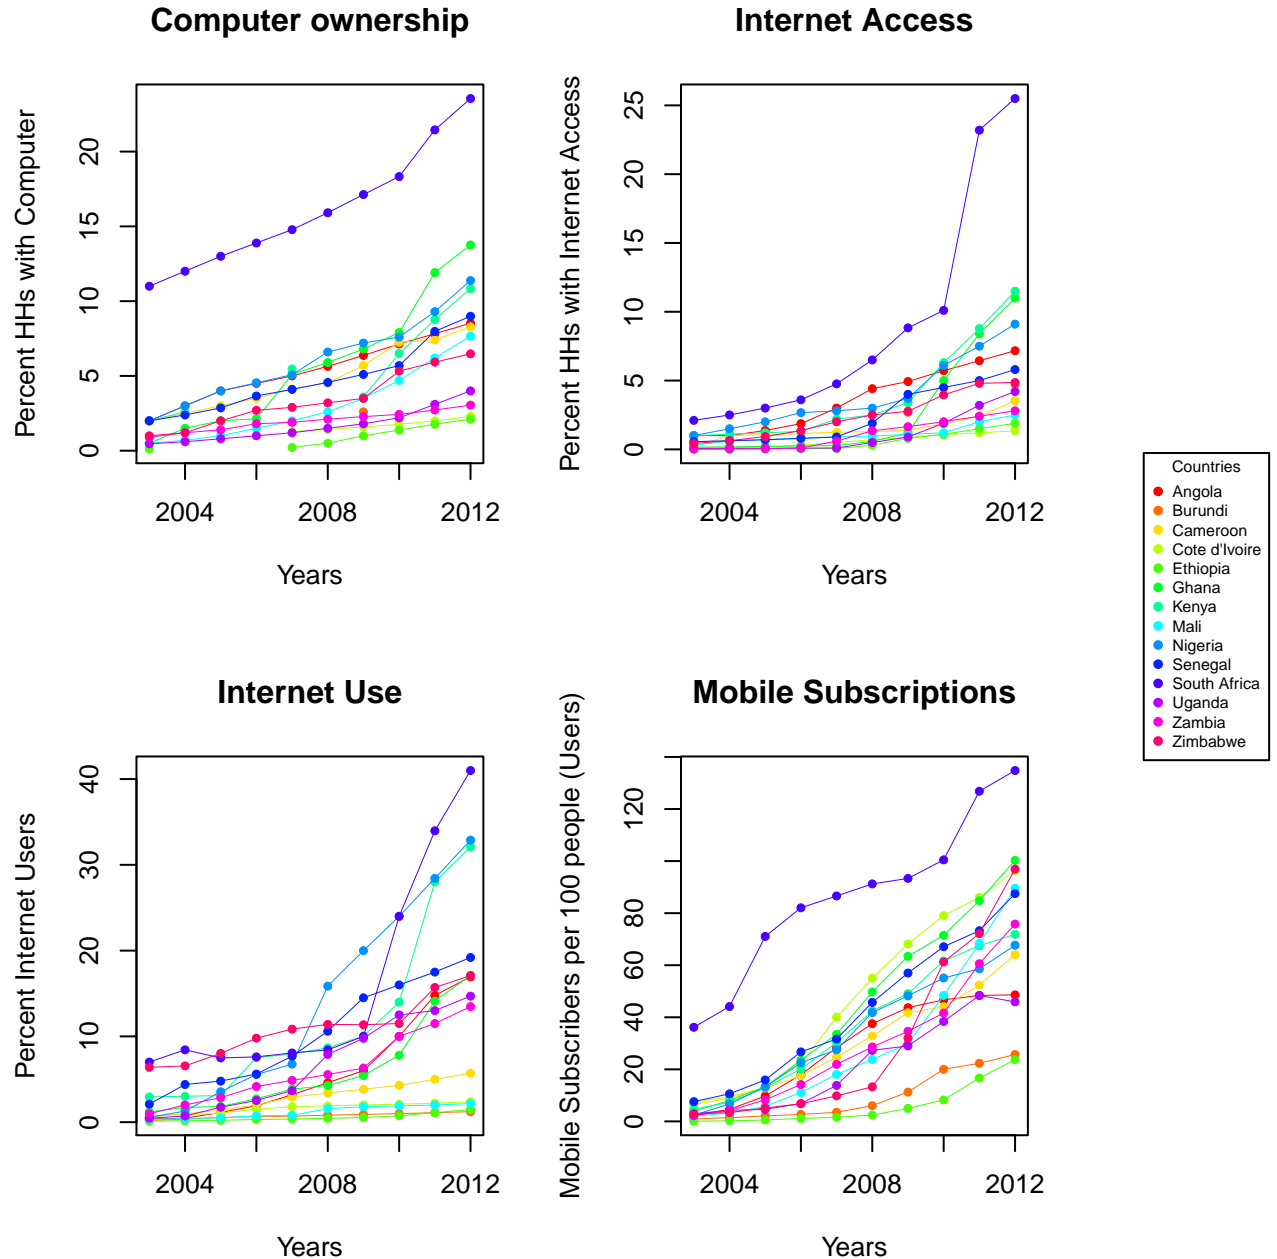 Computer ownership
Percent HHs with Computer
0
5
10
15
20
2004
2008
2012
Years
Internet Access
Percent HHs with Internet Access
0
5
10
15
20
25
2004
2008
2012
Years
Internet Use
Percent Internet Users
0
10
20
30
40
2004
2008
2012
Years
Mobile Subscriptions
Mobile Subscribers per 100 people (Users)
0
20
40
60
80
120
2004
2008
2012
Years
Countries
Angola
Burundi
Cameroon
Cote d'Ivoire
Ethiopia
Ghana
Kenya
Mali
Nigeria
Senegal
South Africa
Uganda
Zambia
Zimbabwe